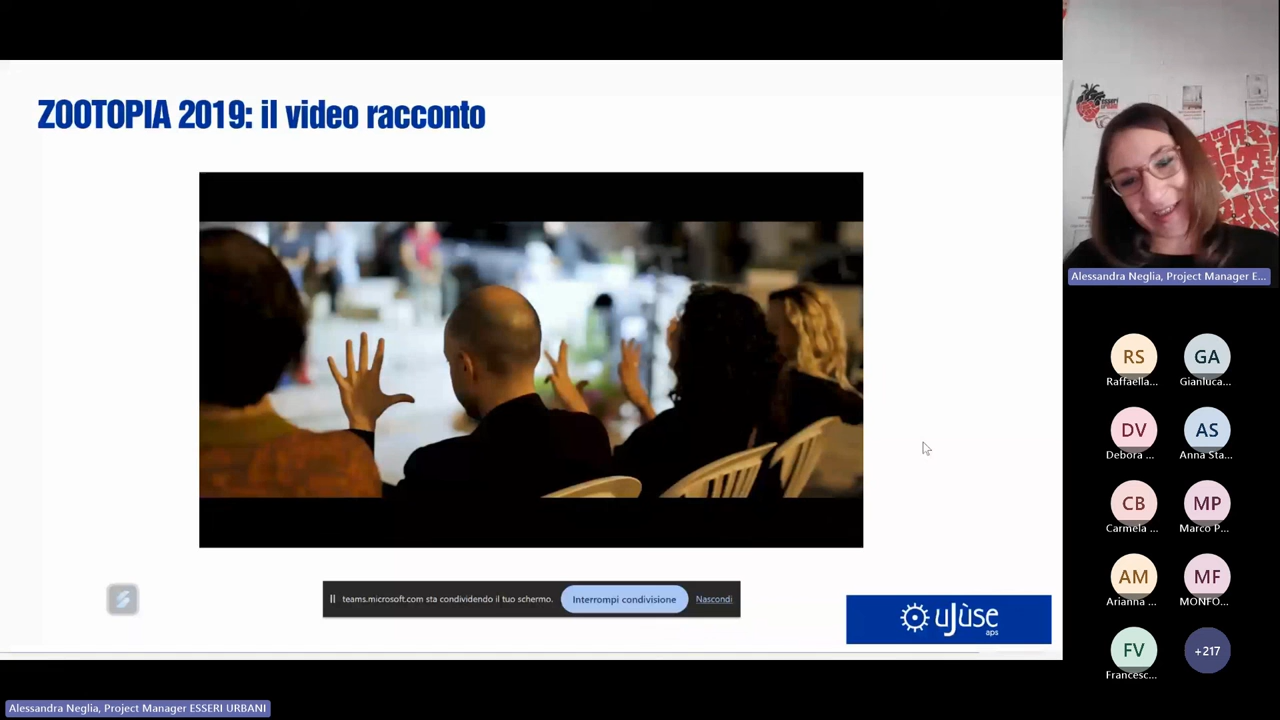 ZOOTOPIA 2019: il video racconto
esseri
urbani
Alessandra Neglia, Project Manager E...
RS
GA
Raffaella...
Gianluca...
DV
AS
Debora ...
Anna Sta...
CB
MP
Carmela ...
Marco P...
AM
MF
Arianna ...
MONFO...
FV
+217
Francesc...
teams.microsoft.com sta condividendo il tuo schermo.
Interrompi condivisione
Nascondi
uJùse
aps
Alessandra Neglia, Project Manager ESSERI URBANI